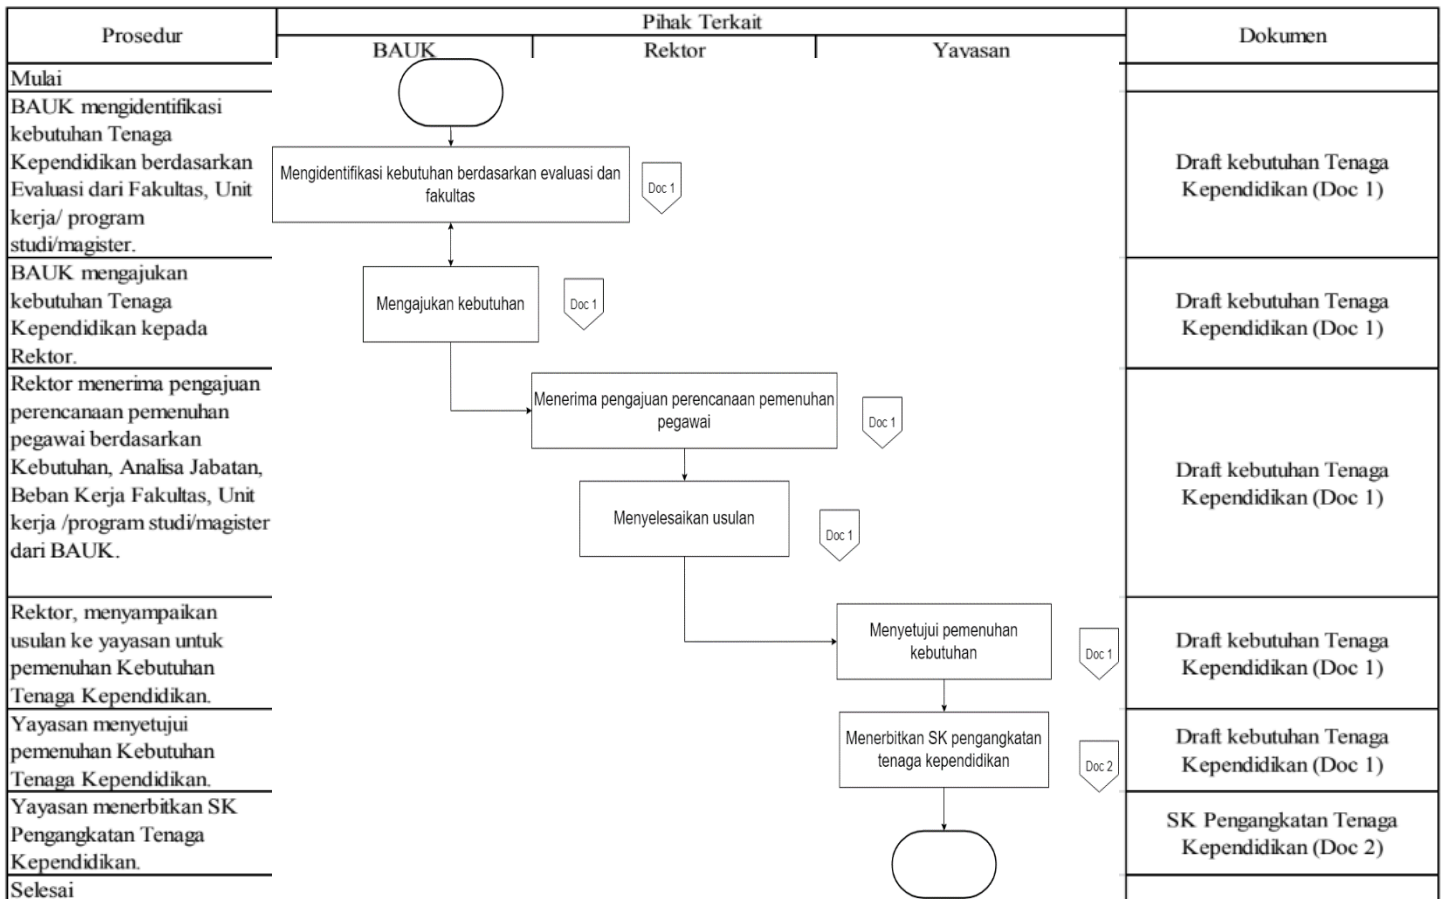 Prosedur
Pihak Terkait
Dokumen
BAUK
Rektor
Yayasan
Mulai
BAUK mengidentifikasi
kebutuhan Tenaga
Kependidikan berdasarkan
Evaluasi dari Fakultas, Unit
kerja/ program
studi/magister.
Mengidentifikasi kebutuhan berdasarkan evaluasi dan
fakultas
Doc 1
Draft kebutuhan Tenaga
Kependidikan (Doc 1)
BAUK mengajukan
kebutuhan Tenaga
Kependidikan kepada
Rektor.
Mengajukan kebutuhan
Doc 1
Draft kebutuhan Tenaga
Kependidikan (Doc 1)
Rektor menerima pengajuan
perencanaan pemenuhan
pegawai berdasarkan
Kebutuhan, Analisa Jabatan,
Beban Kerja Fakultas, Unit
kerja /program studi/magister
dari BAUK.
Menerima pengajuan perencanaan pemenuhan
pegawai
Doc 1
Menyelesaikan usulan
Doc 1
Draft kebutuhan Tenaga
Kependidikan (Doc 1)
Rektor, menyampaikan
usulan ke yayasan untuk
pemenuhan Kebutuhan
Tenaga Kependidikan.
Menyetujui pemenuhan
kebutuhan
Doc 1
Draft kebutuhan Tenaga
Kependidikan (Doc 1)
Yayasan menyetujui
pemenuhan Kebutuhan
Tenaga Kependidikan.
Menerbitkan SK pengangkatan
tenaga kependidikan
Doc 2
Draft kebutuhan Tenaga
Kependidikan (Doc 1)
Yayasan menerbitkan SK
Pengangkatan Tenaga
Kependidikan.
SK Pengangkatan Tenaga
Kependidikan (Doc 2)
Selesai